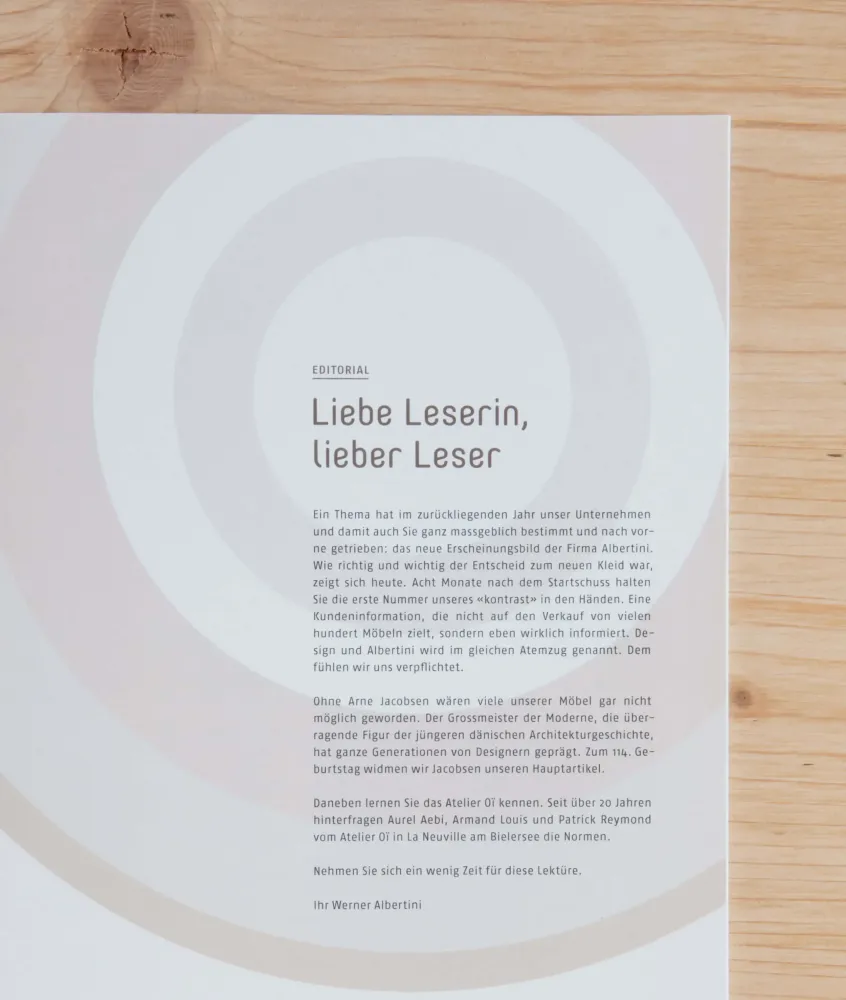 EDITORIAL
Liebe Leserin,
lieber Leser
Ein Thema hat im zurückliegenden Jahr unser Unternehmen
und damit auch Sie ganz massgeblich bestimmt und nach vor-
ne getrieben: das neue Erscheinungsbild der Firma Albertini.
Wie richtig und wichtig der Entscheid zum neuen Kleid war,
zeigt sich heute. Acht Monate nach dem Startschuss halten
Sie die erste Nummer unseres «kontrast» in den Händen. Eine
Kundeninformation, die nicht auf den Verkauf von vielen
hundert Möbeln zielt, sondern eben wirklich informiert. De-
sign und Albertini wird im gleichen Atemzug genannt. Dem
fühlen wir uns verpflichtet.
Ohne Arne Jacobsen wären viele unserer Möbel gar nicht
möglich geworden. Der Grossmeister der Moderne, die über-
ragende Figur der jüngeren dänischen Architekturgeschichte,
hat ganze Generationen von Designern geprägt. Zum 114. Ge-
burtstag widmen wir Jacobsen unseren Hauptartikel.
Daneben lernen Sie das Atelier Oï kennen. Seit über 20 Jahren
hinterfragen Aurel Aebi, Armand Louis und Patrick Reymond
vom Atelier Oï in La Neuville am Bielersee die Normen.
Nehmen Sie sich ein wenig Zeit für diese Lektüre.
Ihr Werner Albertini